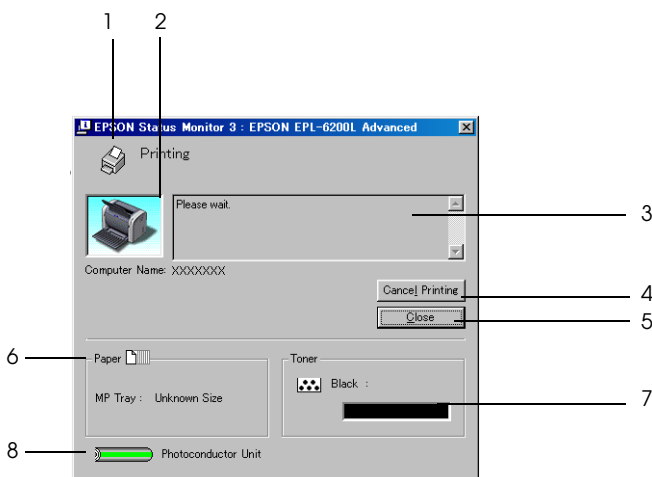 1 2
EPSON Status Monitor 3 : EPSON EPL-6200L Advanced
Printing
Please wait.
3
Computer Name: XXXXXXX
Cancel Printing
4
Close
5
6
Paper
Toner
MP Tray : Unknown Size
Black :
7
8
Photoconductor Unit